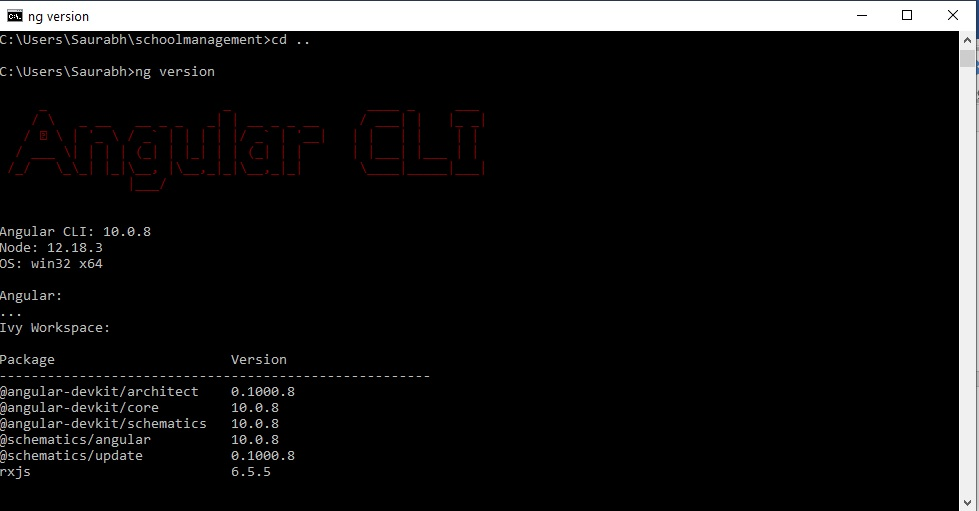 ng version
C:\Users\Saurabh\schoolmanagement>cd ..
C:\Users\Saurabh>ng version
Angular CLI
Angular CLI: 10.0.8
Node: 12.18.3
OS: win32 x64
Angular:
...
Ivy Workspace:
Package Version
------------------------------------------------------
@angular-devkit/architect 0.1000.8
@angular-devkit/core 10.0.8
@angular-devkit/schematics 10.0.8
@schematics/angular 10.0.8
@schematics/update 0.1000.8
rxjs 6.5.5